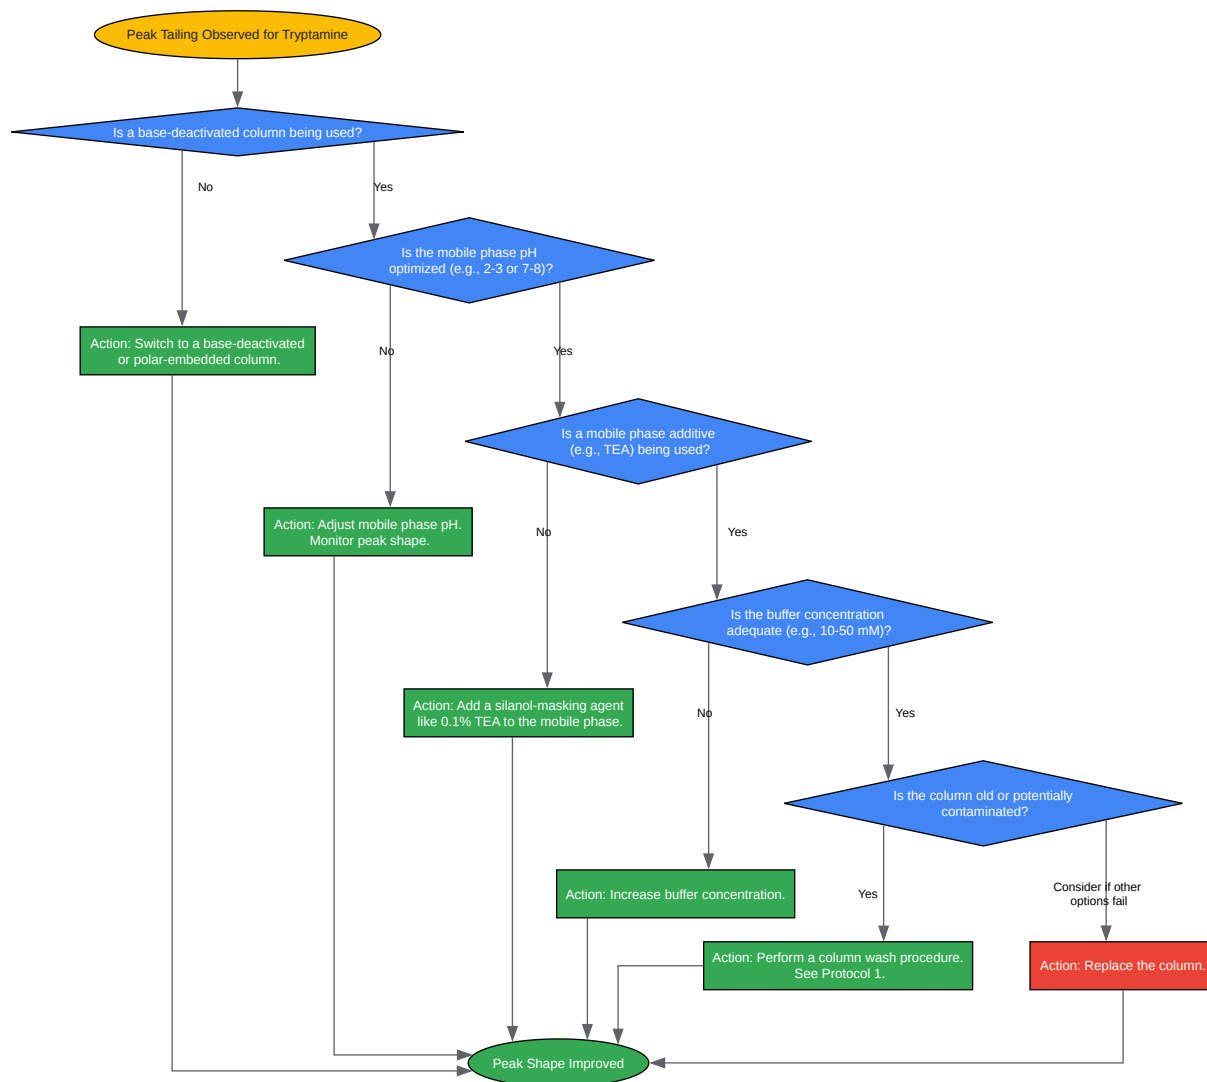 Peak Tailing Observed for Tryptamine
Is a base-deactivated column being used?
No
Yes
Is the mobile phase pH
optimized (e.g., 2-3 or 7-8)?
Action: Switch to a base-deactivated
or polar-embedded column.
No
Yes
Is a mobile phase additive
(e.g., TEA) being used?
Action: Adjust mobile phase pH.
Monitor peak shape.
No
Yes
Is the buffer concentration
adequate (e.g., 10-50 mM)?
Action: Add a silanol-masking agent
like 0.1% TEA to the mobile phase.
No
Yes
Is the column old or potentially
contaminated?
Action: Increase buffer concentration.
Yes
Consider if other
options fail
Action: Perform a column wash procedure.
See Protocol 1.
Action: Replace the column.
Peak Shape Improved